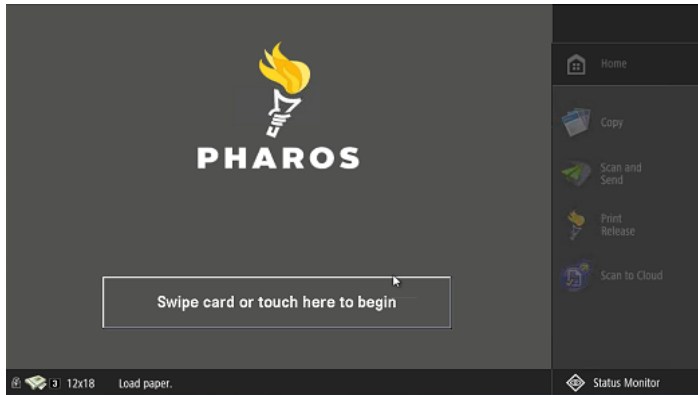 PHAROS
Swipe card or touch here to begin
Home
Copy
Scan and
Send
Print
Release
Scan to Cloud
3 12x18 Load paper.
Status Monitor